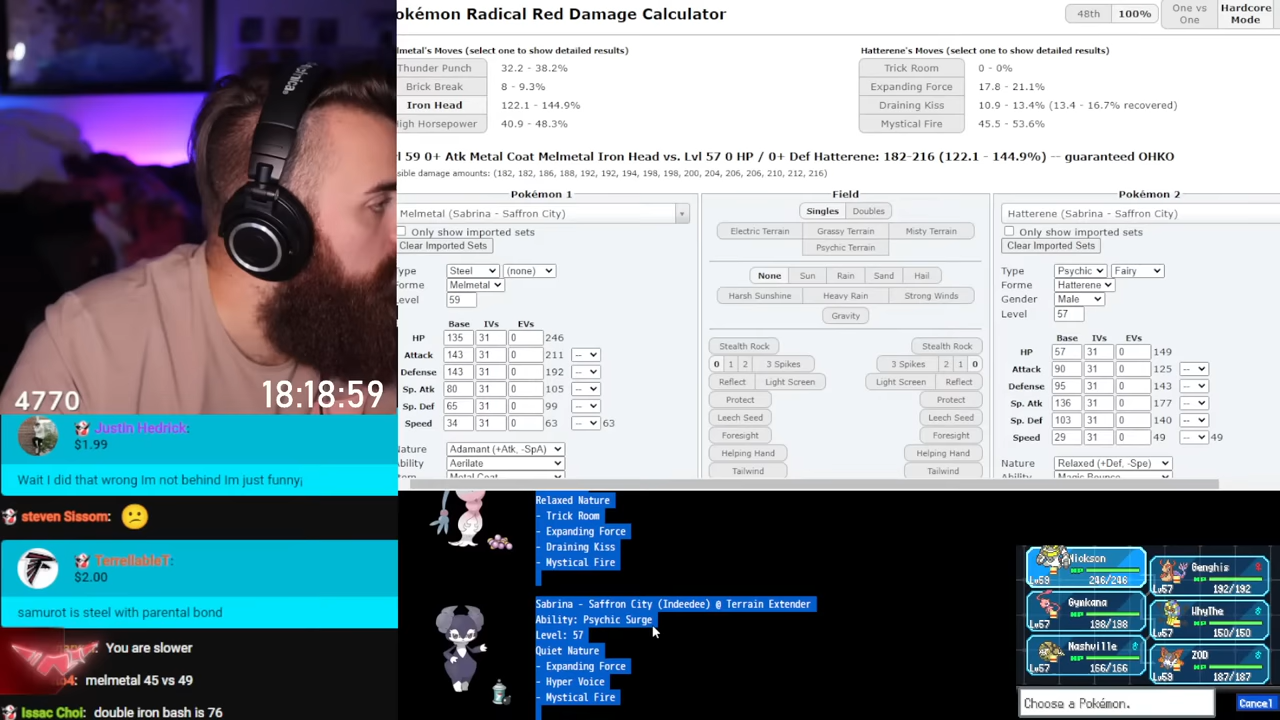 Pokémon Radical Red Damage Calculator
48th 100%
One vs One
Hardcore Mode
Melmetal's Moves (select one to show detailed results)
Thunder Punch 32.2 - 38.2%
Brick Break 8 - 9.3%
Iron Head 122.1 - 144.9%
High Horsepower 40.9 - 48.3%
Hatterene's Moves (select one to show detailed results)
Trick Room 0 - 0%
Expanding Force 17.8 - 21.1%
Draining Kiss 10.9 - 13.4% (13.4 - 16.7% recovered)
Mystical Fire 45.5 - 53.6%
l 59 0+ Atk Metal Coat Melmetal Iron Head vs. Lvl 57 0 HP / 0+ Def Hatterene: 182-216 (122.1 - 144.9%) -- guaranteed OHKO
sible damage amounts: (182, 182, 186, 188, 192, 192, 194, 198, 198, 200, 204, 206, 206, 210, 212, 216)
Pokémon 1
Melmetal (Sabrina - Saffron City)
Only show imported sets
Clear Imported Sets
Type Steel (none)
Forme Melmetal
Level 59
Base IVs EVs
HP 135 31 0 246
Attack 143 31 0 211 --
Defense 143 31 0 192 --
Sp. Atk 80 31 0 105 --
Sp. Def 65 31 0 99 --
Speed 34 31 0 63 -- 63
Nature Adamant (+Atk, -SpA)
Ability Aerilate
Item Metal Coat
Field
Singles Doubles
Electric Terrain Grassy Terrain Misty Terrain
Psychic Terrain
None Sun Rain Sand Hail
Harsh Sunshine Heavy Rain Strong Winds
Gravity
Stealth Rock Stealth Rock
0 1 2 3 Spikes 3 Spikes 2 1 0
Reflect Light Screen Light Screen Reflect
Protect Protect
Leech Seed Leech Seed
Foresight Foresight
Helping Hand Helping Hand
Tailwind Tailwind
Pokémon 2
Hatterene (Sabrina - Saffron City)
Only show imported sets
Clear Imported Sets
Type Psychic Fairy
Forme Hatterene
Gender Male
Level 57
Base IVs EVs
HP 57 31 0 149
Attack 90 31 0 125 --
Defense 95 31 0 143 --
Sp. Atk 136 31 0 177 --
Sp. Def 103 31 0 140 --
Speed 29 31 0 49 -- 49
Nature Relaxed (+Def, -Spe)
Ability Magic Bounce
4770
18:18:59
Justin Hedrick:
$1.99
Wait I did that wrong Im not behind Im just funny¡
steven Sissom:
TerrellableT:
$2.00
samurot is steel with parental bond
You are slower
melmetal 45 vs 49
Issac Choi: double iron bash is 76
Relaxed Nature
- Trick Room
- Expanding Force
- Draining Kiss
- Mystical Fire
Sabrina - Saffron City (Indeedee) @ Terrain Extender
Ability: Psychic Surge
Level: 57
Quiet Nature
- Expanding Force
- Hyper Voice
- Mystical Fire
Nickson
Lv59 HP 246/246
Genghis
Lv57 HP 192/192
Gymkana
Lv57 HP 198/198
WhyThe
Lv57 HP 150/150
Nashville
Lv57 HP 166/166
ZOD
Lv59 HP 187/187
Choose a Pokémon.
Cancel